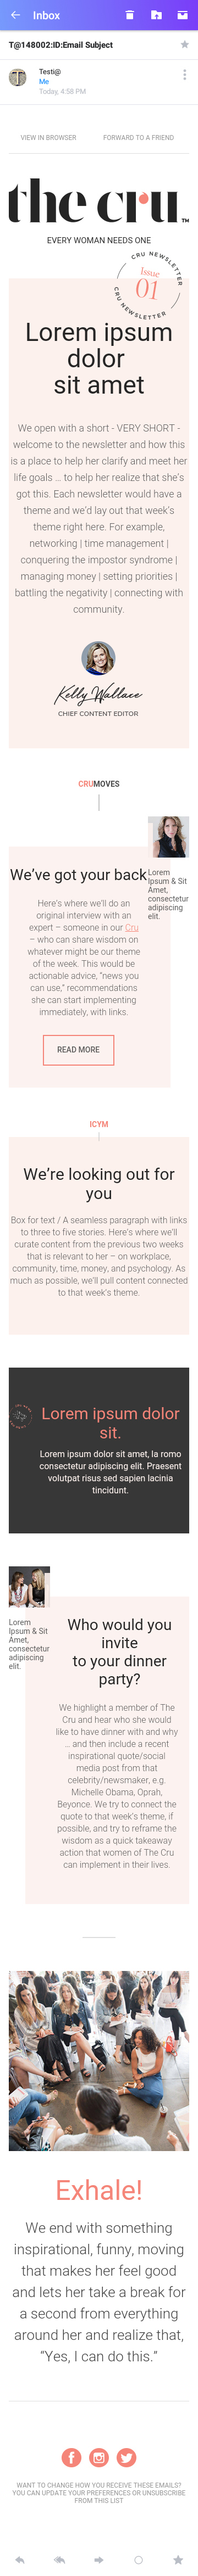 Inbox
T@148002:ID:Email Subject
Testi@
Me
Today, 4:58 PM
VIEW IN BROWSER FORWARD TO A FRIEND
the cru™
EVERY WOMAN NEEDS ONE
CRU NEWSLETTER
Issue
01
CRU NEWSLETTER
Lorem ipsum
dolor
sit amet
We open with a short - VERY SHORT -
welcome to the newsletter and how this
is a place to help her clarify and meet her
life goals ... to help her realize that she's
got this. Each newsletter would have a
theme and we'd lay out that week's
theme right here. For example,
networking | time management |
conquering the impostor syndrome |
managing money | setting priorities |
battling the negativity | connecting with
community.
Kelly Wallace
CHIEF CONTENT EDITOR
CRUMOVES
Lorem
Ipsum & Sit
Amet,
consectetur
adipiscing
elit.
We've got your back
Here's where we'll do an
original interview with an
expert – someone in our Cru
– who can share wisdom on
whatever might be our theme
of the week. This would be
actionable advice, "news you
can use," recommendations
she can start implementing
immediately, with links.
READ MORE
ICYM
We're looking out for
you
Box for text / A seamless paragraph with links
to three to five stories. Here's where we'll
curate content from the previous two weeks
that is relevant to her – on workplace,
community, time, money, and psychology. As
much as possible, we'll pull content connected
to that week's theme.
Lorem ipsum dolor
sit.
Lorem ipsum dolor sit amet, la romo
consectetur adipiscing elit. Praesent
volutpat risus sed sapien lacinia
tincidunt.
Lorem
Ipsum & Sit
Amet,
consectetur
adipiscing
elit.
Who would you
invite
to your dinner
party?
We highlight a member of The
Cru and hear who she would
like to have dinner with and why
... and then include a recent
inspirational quote/social
media post from that
celebrity/newsmaker, e.g.
Michelle Obama, Oprah,
Beyonce. We try to connect the
quote to that week's theme, if
possible, and try to reframe the
wisdom as a quick takeaway
action that women of The Cru
can implement in their lives.
Exhale!
We end with something
inspirational, funny, moving
that makes her feel good
and lets her take a break for
a second from everything
around her and realize that,
"Yes, I can do this."
WANT TO CHANGE HOW YOU RECEIVE THESE EMAILS?
YOU CAN UPDATE YOUR PREFERENCES OR UNSUBSCRIBE
FROM THIS LIST